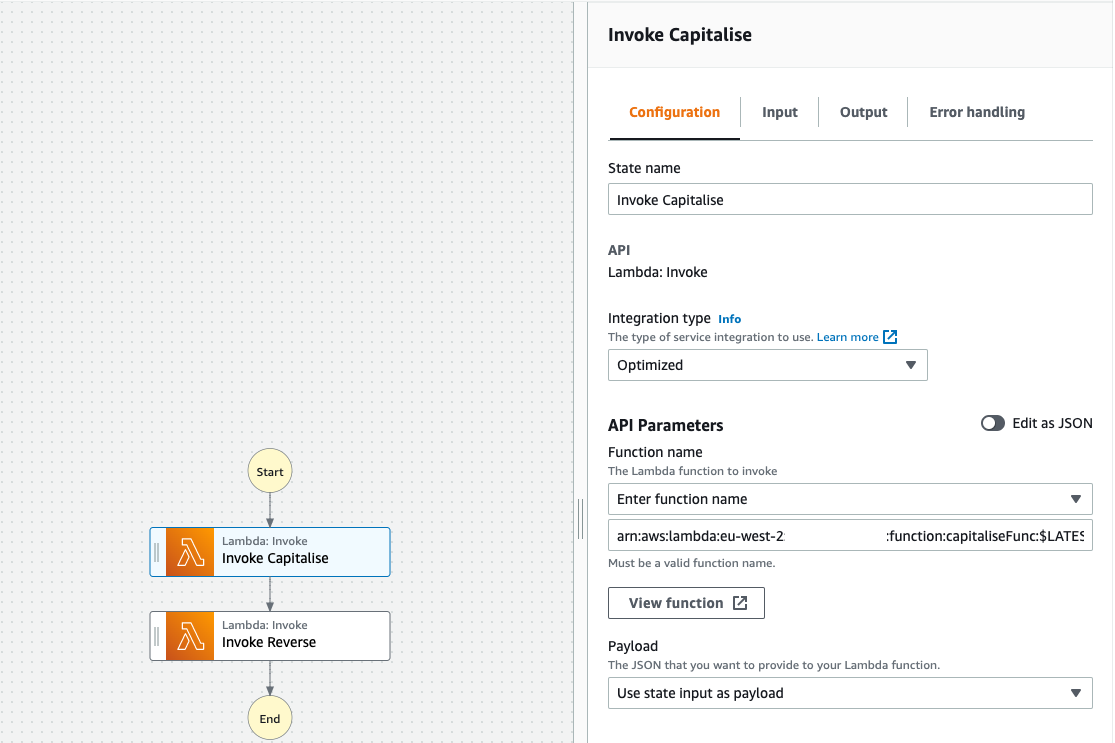 Start
Lambda: Invoke
Invoke Capitalise
Lambda: Invoke
Invoke Reverse
End
Invoke Capitalise
Configuration
Input
Output
Error handling
State name
Invoke Capitalise
API
Lambda: Invoke
Integration type Info
The type of service integration to use. Learn more
Optimized
API Parameters
Edit as JSON
Function name
The Lambda function to invoke
Enter function name
arn:aws:lambda:eu-west-2: :function:capitaliseFunc:$LATES
Must be a valid function name.
View function
Payload
The JSON that you want to provide to your Lambda function.
Use state input as payload